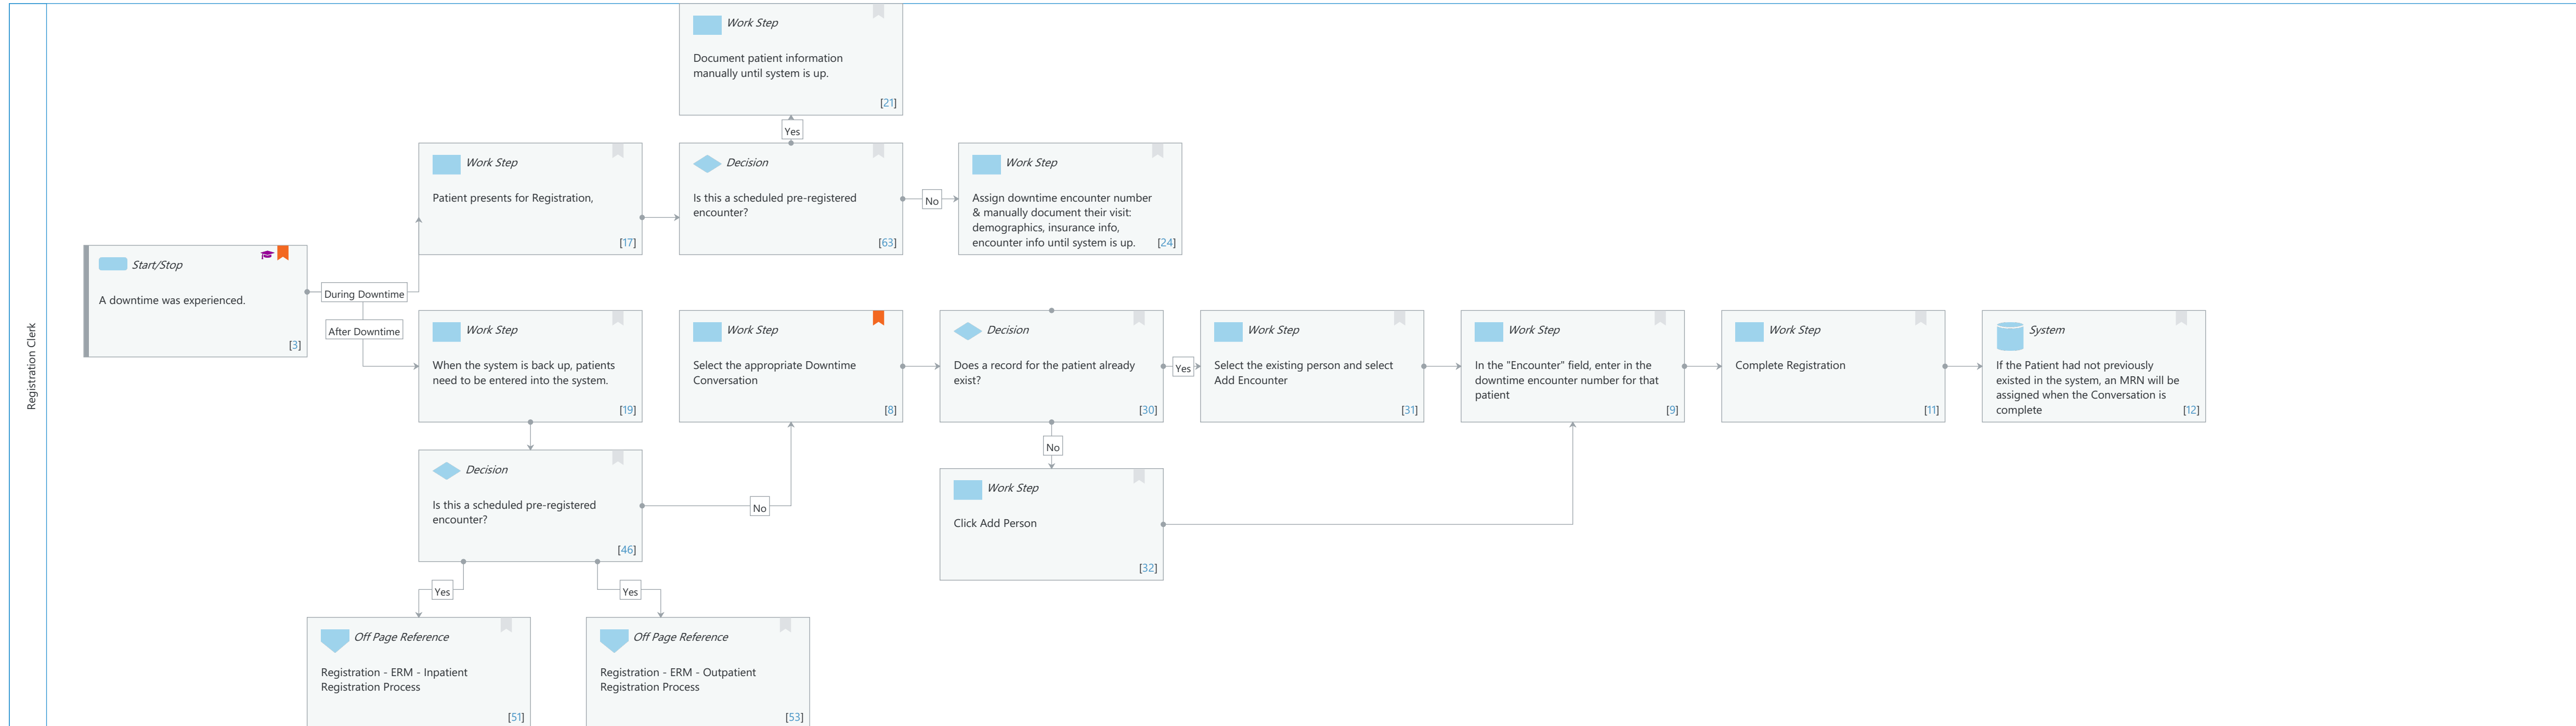 Registration Clerk
Work Step
Document patient information
manually until system is up.
[21]
Yes
Work Step
Patient presents for Registration,
[17]
Decision
Is this a scheduled pre-registered
encounter?
[63]
No
Work Step
Assign downtime encounter number
& manually document their visit:
demographics, insurance info,
encounter info until system is up.
[24]
Start/Stop
A downtime was experienced.
[3]
During Downtime
After Downtime
Work Step
When the system is back up, patients
need to be entered into the system.
[19]
Work Step
Select the appropriate Downtime
Conversation
[8]
Decision
Does a record for the patient already
exist?
[30]
Yes
Work Step
Select the existing person and select
Add Encounter
[31]
Work Step
In the "Encounter" field, enter in the
downtime encounter number for that
patient
[9]
Work Step
Complete Registration
[11]
System
If the Patient had not previously
existed in the system, an MRN will be
assigned when the Conversation is
complete
[12]
No
Decision
Is this a scheduled pre-registered
encounter?
[46]
No
Work Step
Click Add Person
[32]
Yes
Yes
Off Page Reference
Registration - ERM - Inpatient
Registration Process
[51]
Off Page Reference
Registration - ERM - Outpatient
Registration Process
[53]